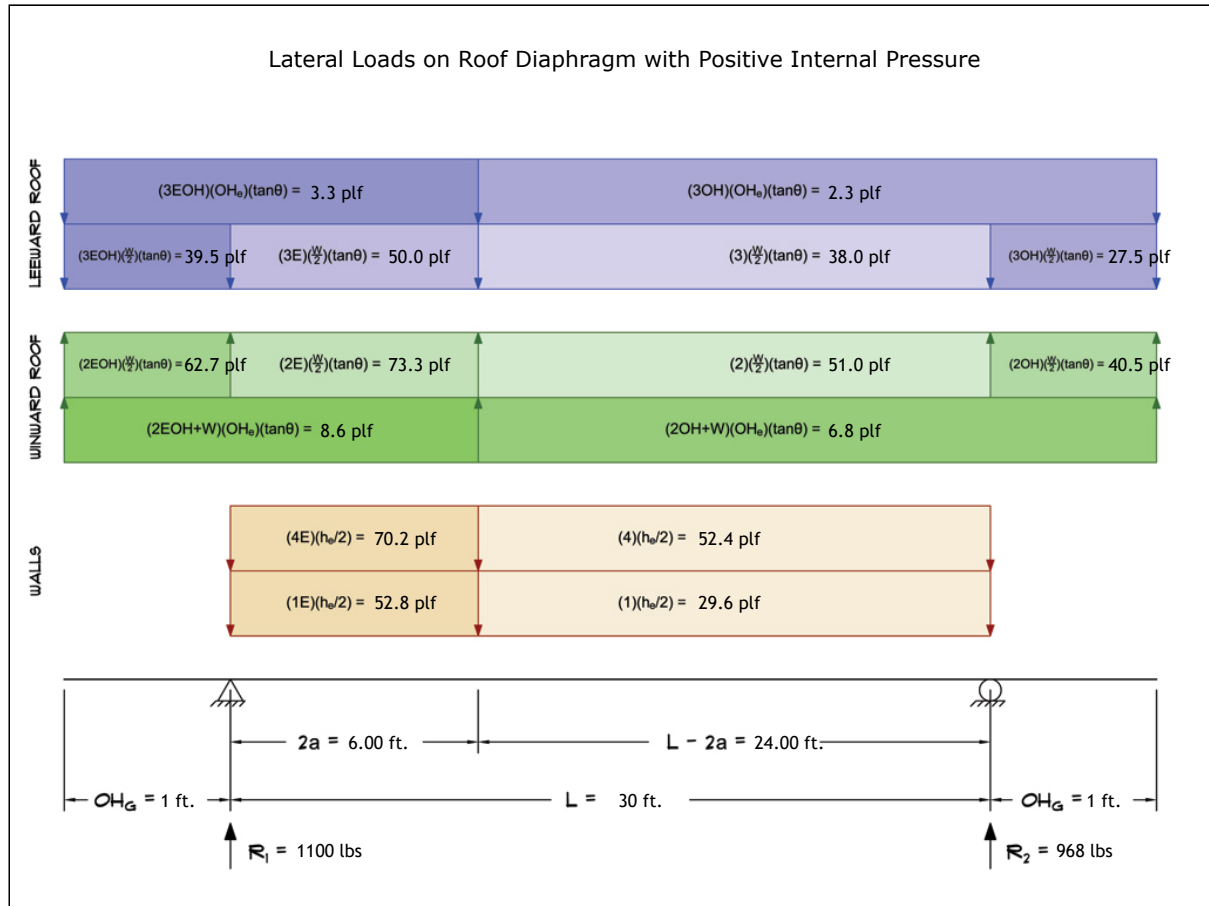 Lateral Loads on Roof Diaphragm with Positive Internal Pressure
LEEWARD ROOF
(3EOH)(OHₑ)(tanθ) = 3.3 plf
(3OH)(OHₑ)(tanθ) = 2.3 plf
(3EOH)(W/2)(tanθ) = 39.5 plf
(3E)(W/2)(tanθ) = 50.0 plf
(3)(W/2)(tanθ) = 38.0 plf
(3OH)(W/2)(tanθ) = 27.5 plf
WINWARD ROOF
(2EOH)(W/2)(tanθ) = 62.7 plf
(2E)(W/2)(tanθ) = 73.3 plf
(2)(W/2)(tanθ) = 51.0 plf
(2OH)(W/2)(tanθ) = 40.5 plf
(2EOH+W)(OHₑ)(tanθ) = 8.6 plf
(2OH+W)(OHₑ)(tanθ) = 6.8 plf
WALLS
(4E)(hₑ/2) = 70.2 plf
(4)(hₑ/2) = 52.4 plf
(1E)(hₑ/2) = 52.8 plf
(1)(hₑ/2) = 29.6 plf
2a = 6.00 ft.
L - 2a = 24.00 ft.
OH_G = 1 ft.
L = 30 ft.
OH_G = 1 ft.
R₁ = 1100 lbs
R₂ = 968 lbs